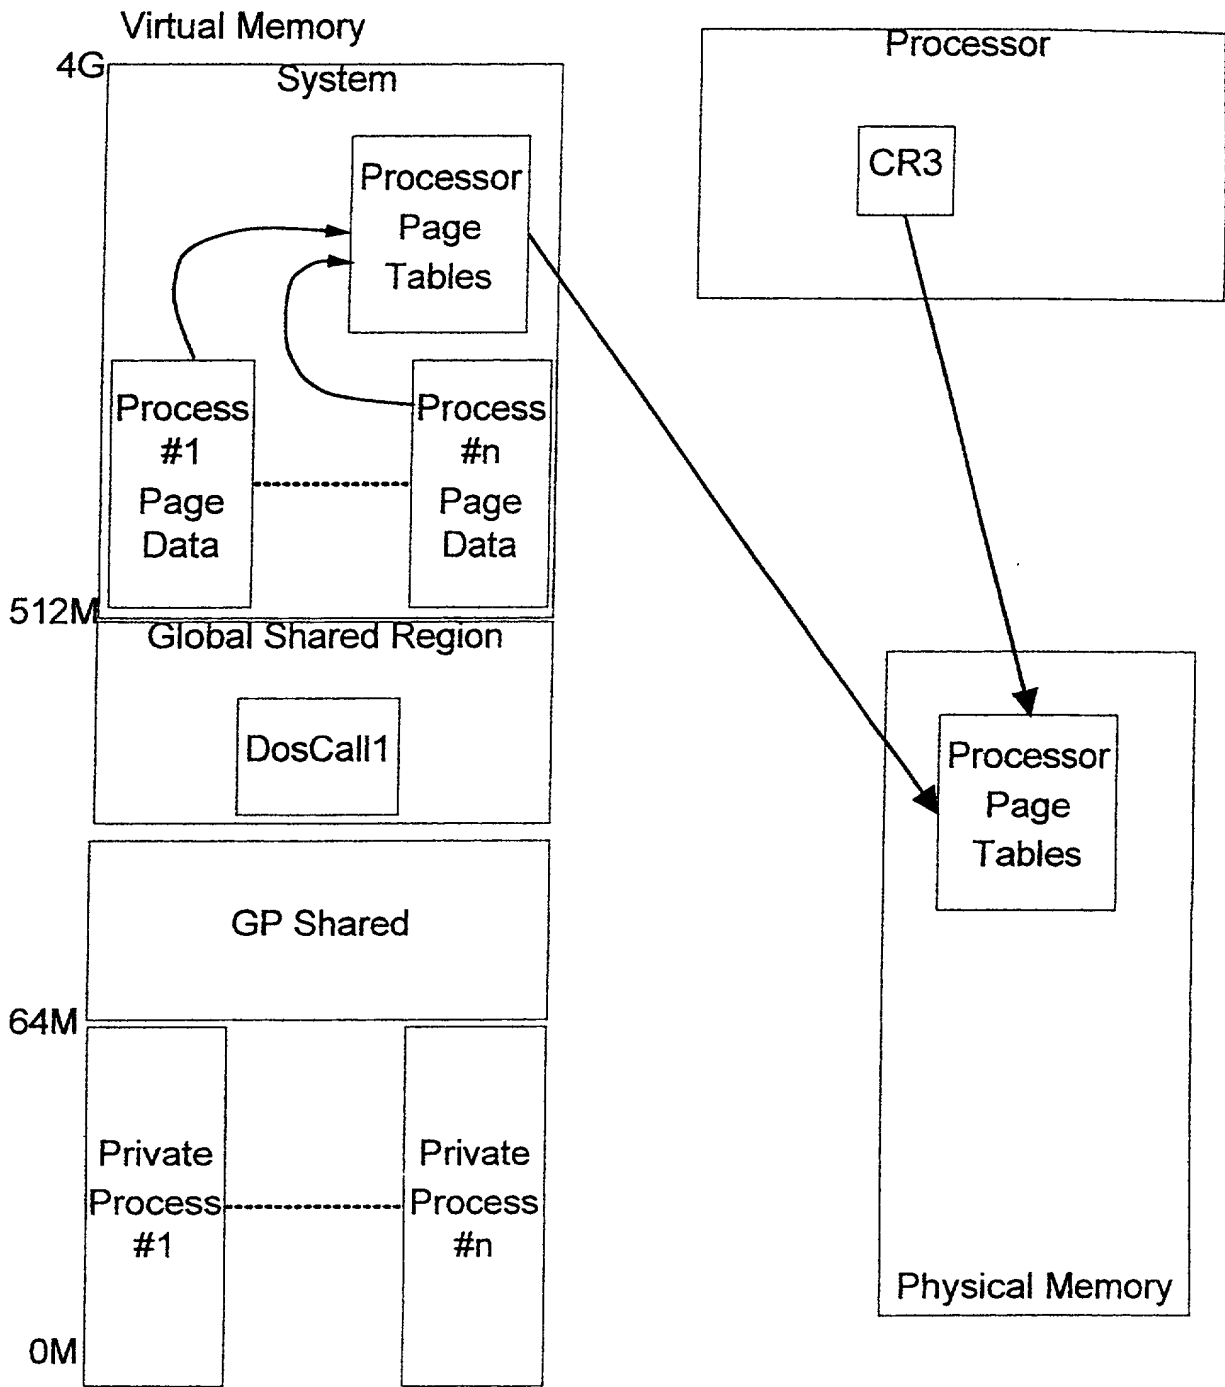 Virtual Memory
4G
System
Processor
Page
Tables
Process
#1
Page
Data
Process
#n
Page
Data
512M
Global Shared Region
DosCall1
GP Shared
64M
Private
Process
#1
Private
Process
#n
0M
Processor
CR3
Processor
Page
Tables
Physical Memory